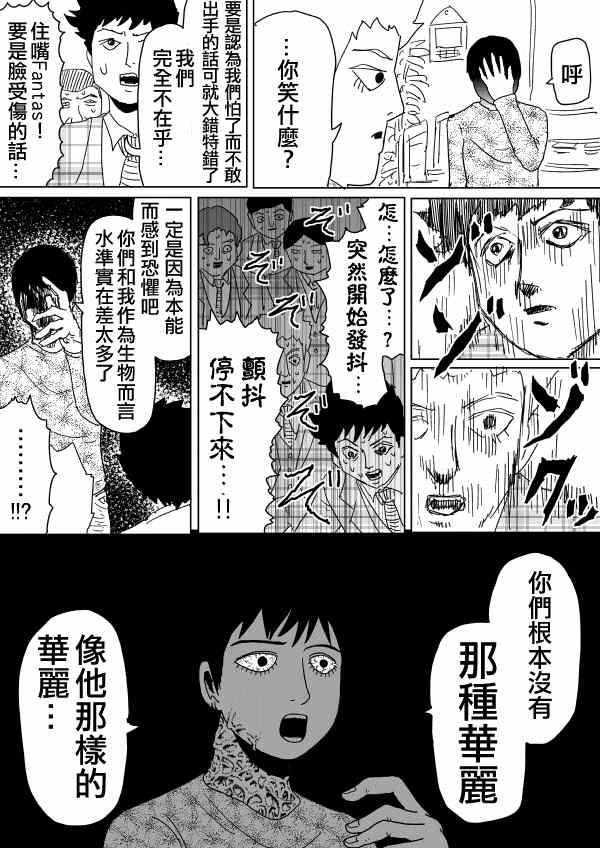 呼
…你笑什麼？
要是認為我們怕了而不敢
出手的話可就大錯特錯了
我們
完全不在乎…
住嘴Fantas！
要是臉受傷的話…
怎…怎麼了…？
突然開始發抖…
顫抖
停不下來…!!
ぞ
ぞ
ぞ
一定是因為本能
而感到恐懼吧
你們和我作為生物而言
水準實在差太多了
………!!?
你們根本沒有
那種華麗
像他那樣的
華麗…